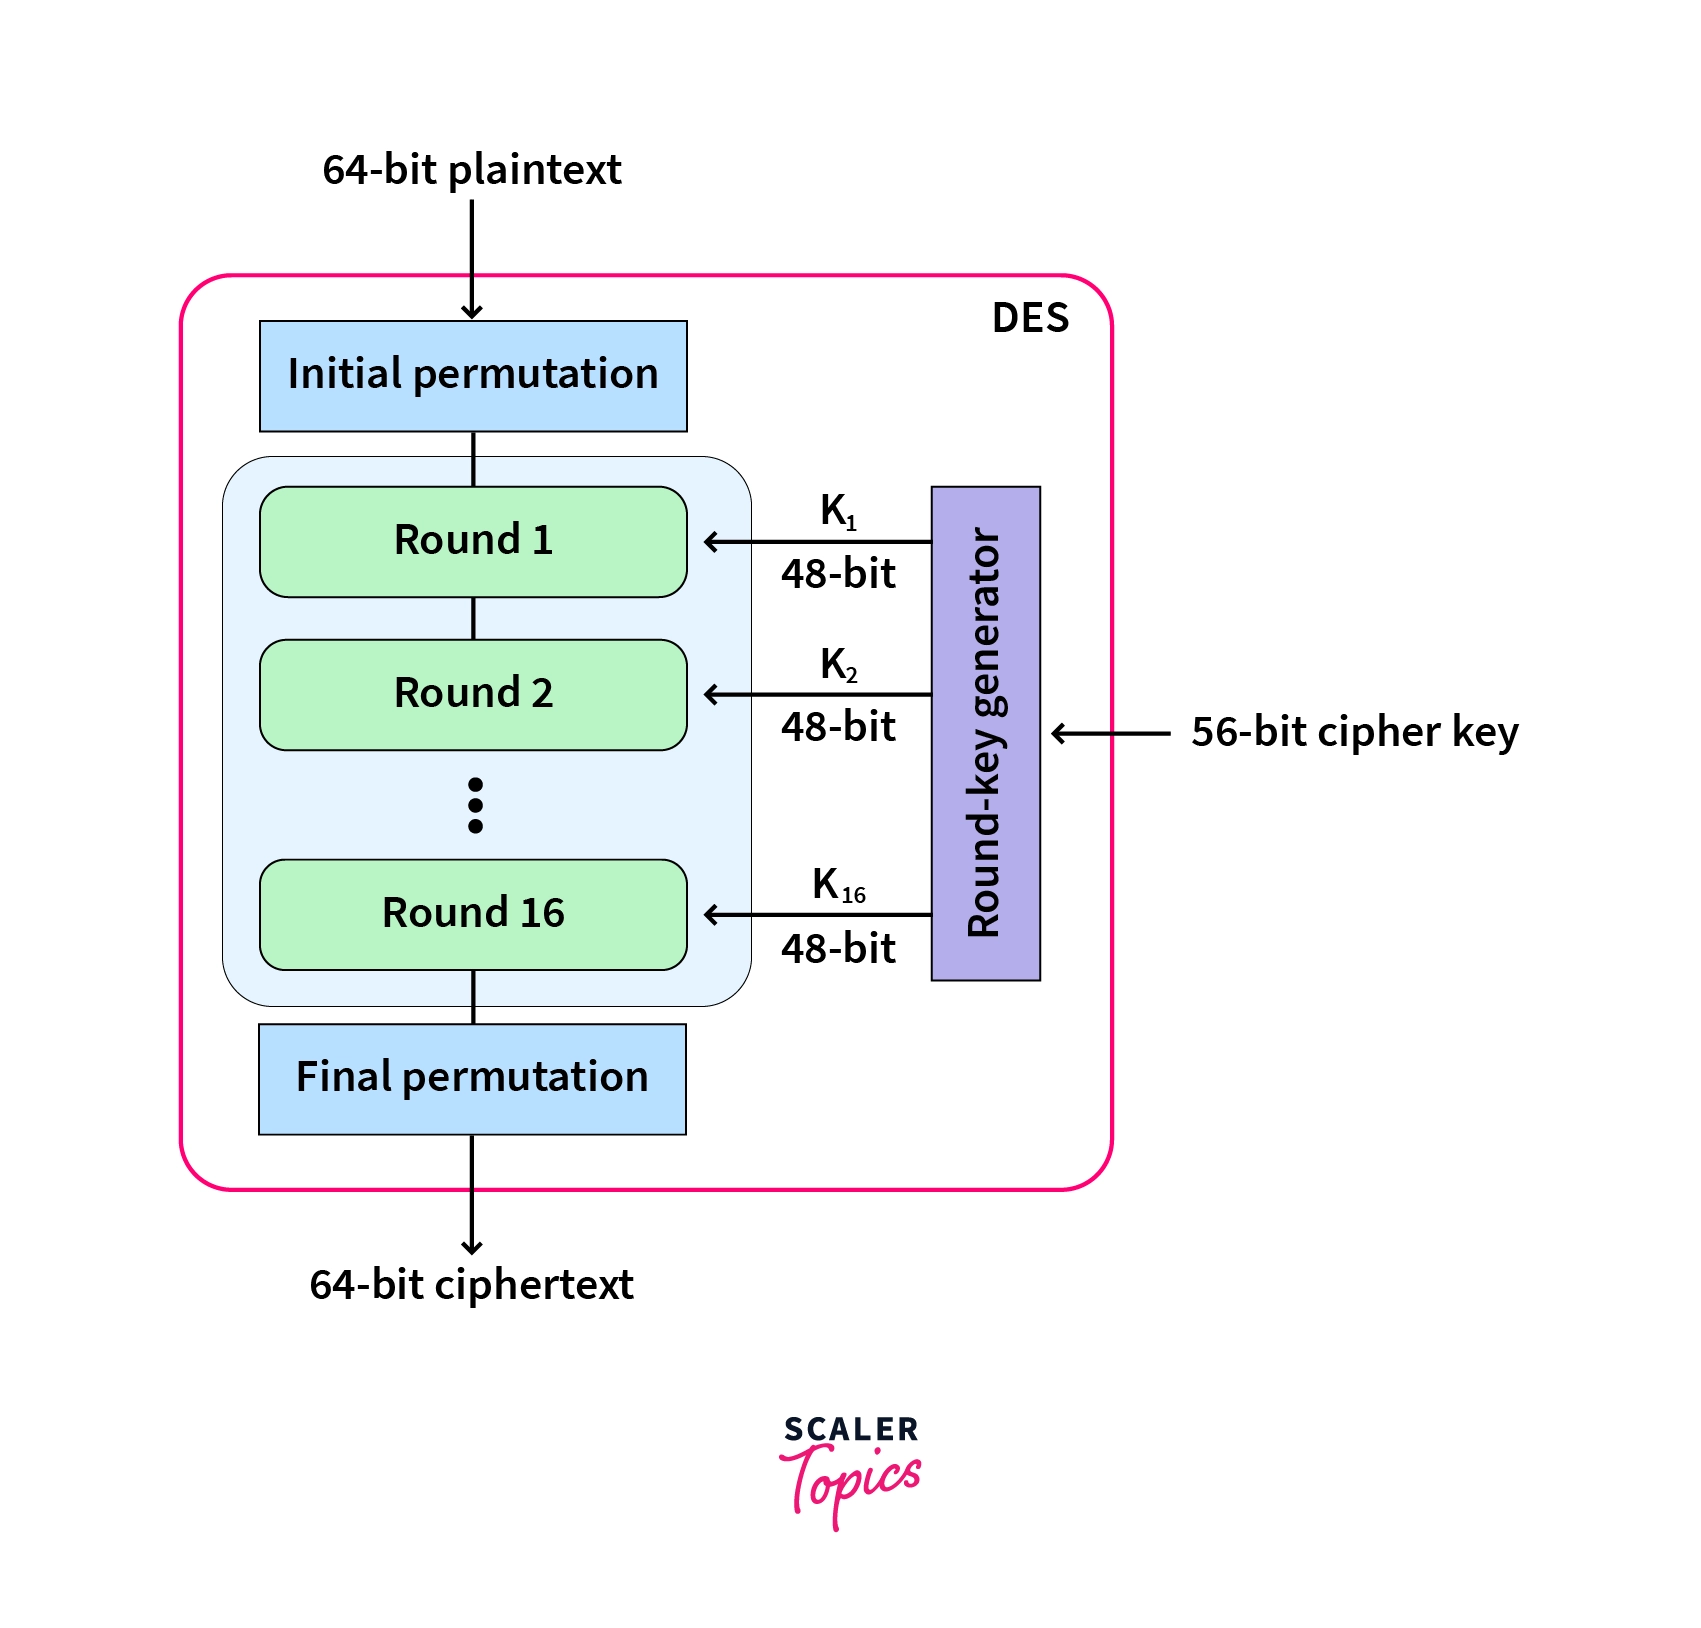 64-bit plaintext
DES
Initial permutation
Round 1
K1
48-bit
Round 2
K2
48-bit
Round-key generator
56-bit cipher key
Round 16
K16
48-bit
Final permutation
64-bit ciphertext
SCALER
Topics